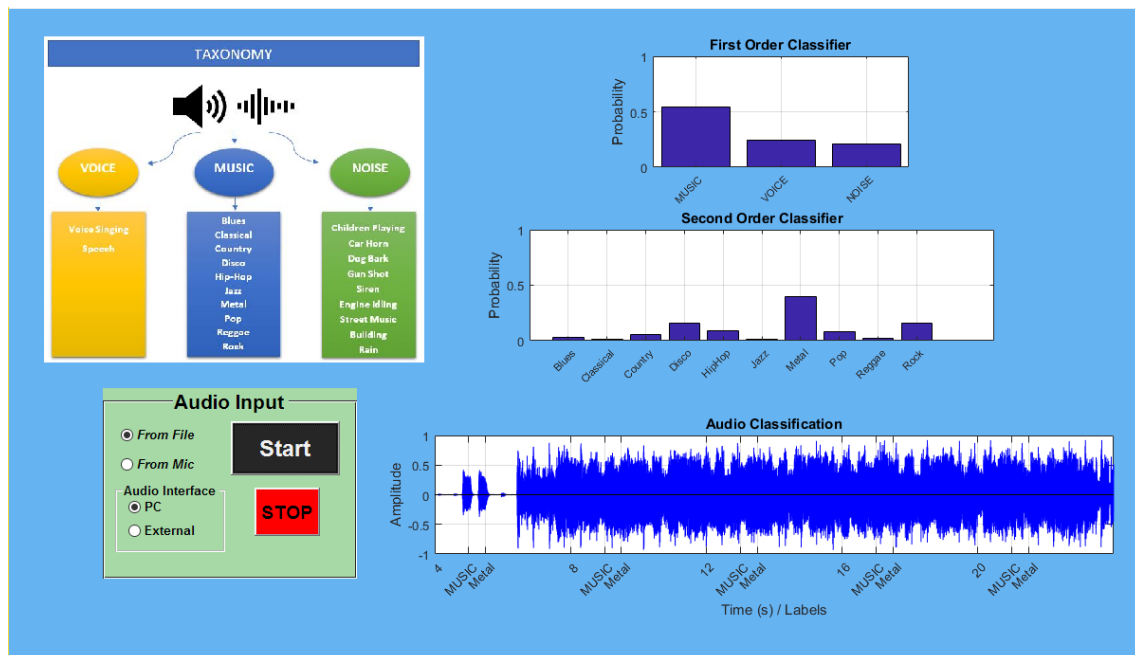 TAXONOMY
VOICE
MUSIC
NOISE
Voice Singing
Speech
Blues
Classical
Country
Disco
Hip-Hop
Jazz
Metal
Pop
Reggae
Rock
Children Playing
Car Horn
Dog Bark
Gun Shot
Siren
Engine Idling
Street Music
Building
Rain
First Order Classifier
Probability
1
0.5
0
MUSIC
VOICE
NOISE
Second Order Classifier
Probability
1
0.5
0
Blues
Classical
Country
Disco
HipHop
Jazz
Metal
Pop
Reggae
Rock
Audio Input
From File
From Mic
Start
Audio Interface
PC
External
STOP
Audio Classification
Amplitude
1
0.5
0
-0.5
-1
4
MUSIC
Metal
8
MUSIC
Metal
12
MUSIC
Metal
16
MUSIC
Metal
20
MUSIC
Metal
Time (s) / Labels